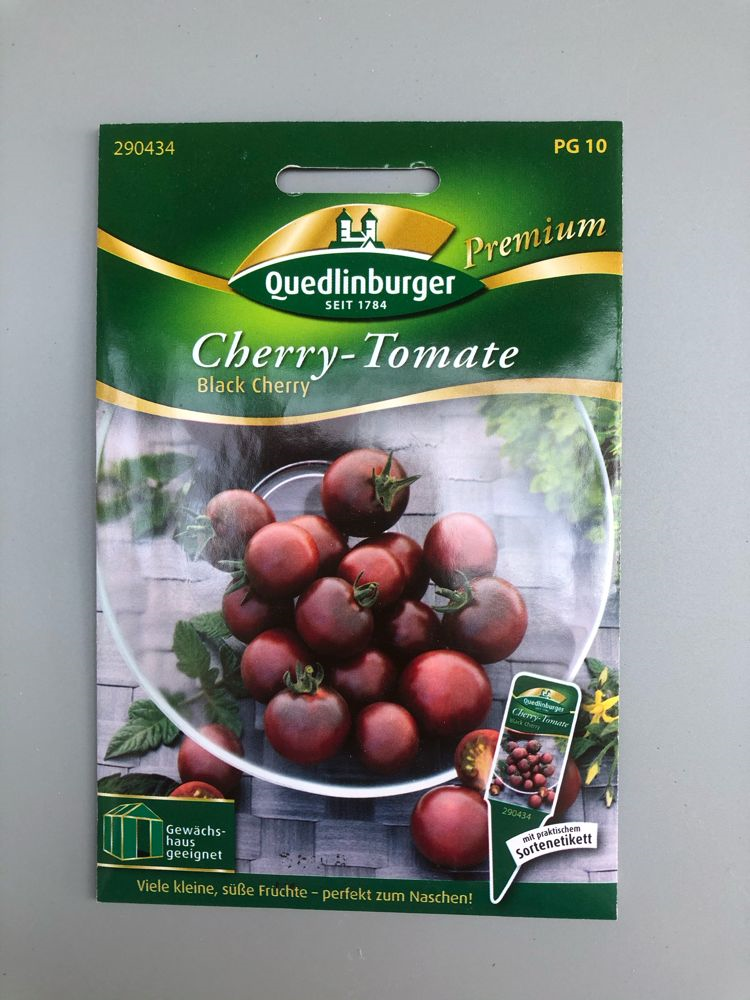 290434
PG 10
Premium
Quedlinburger
SEIT 1784
Cherry-Tomate
Black Cherry
Quedlinburger
Cherry-Tomate
Black Cherry
290434
mit praktischem
Sortenetikett
Gewächs-
haus
geeignet
Viele kleine, süße Früchte – perfekt zum Naschen!